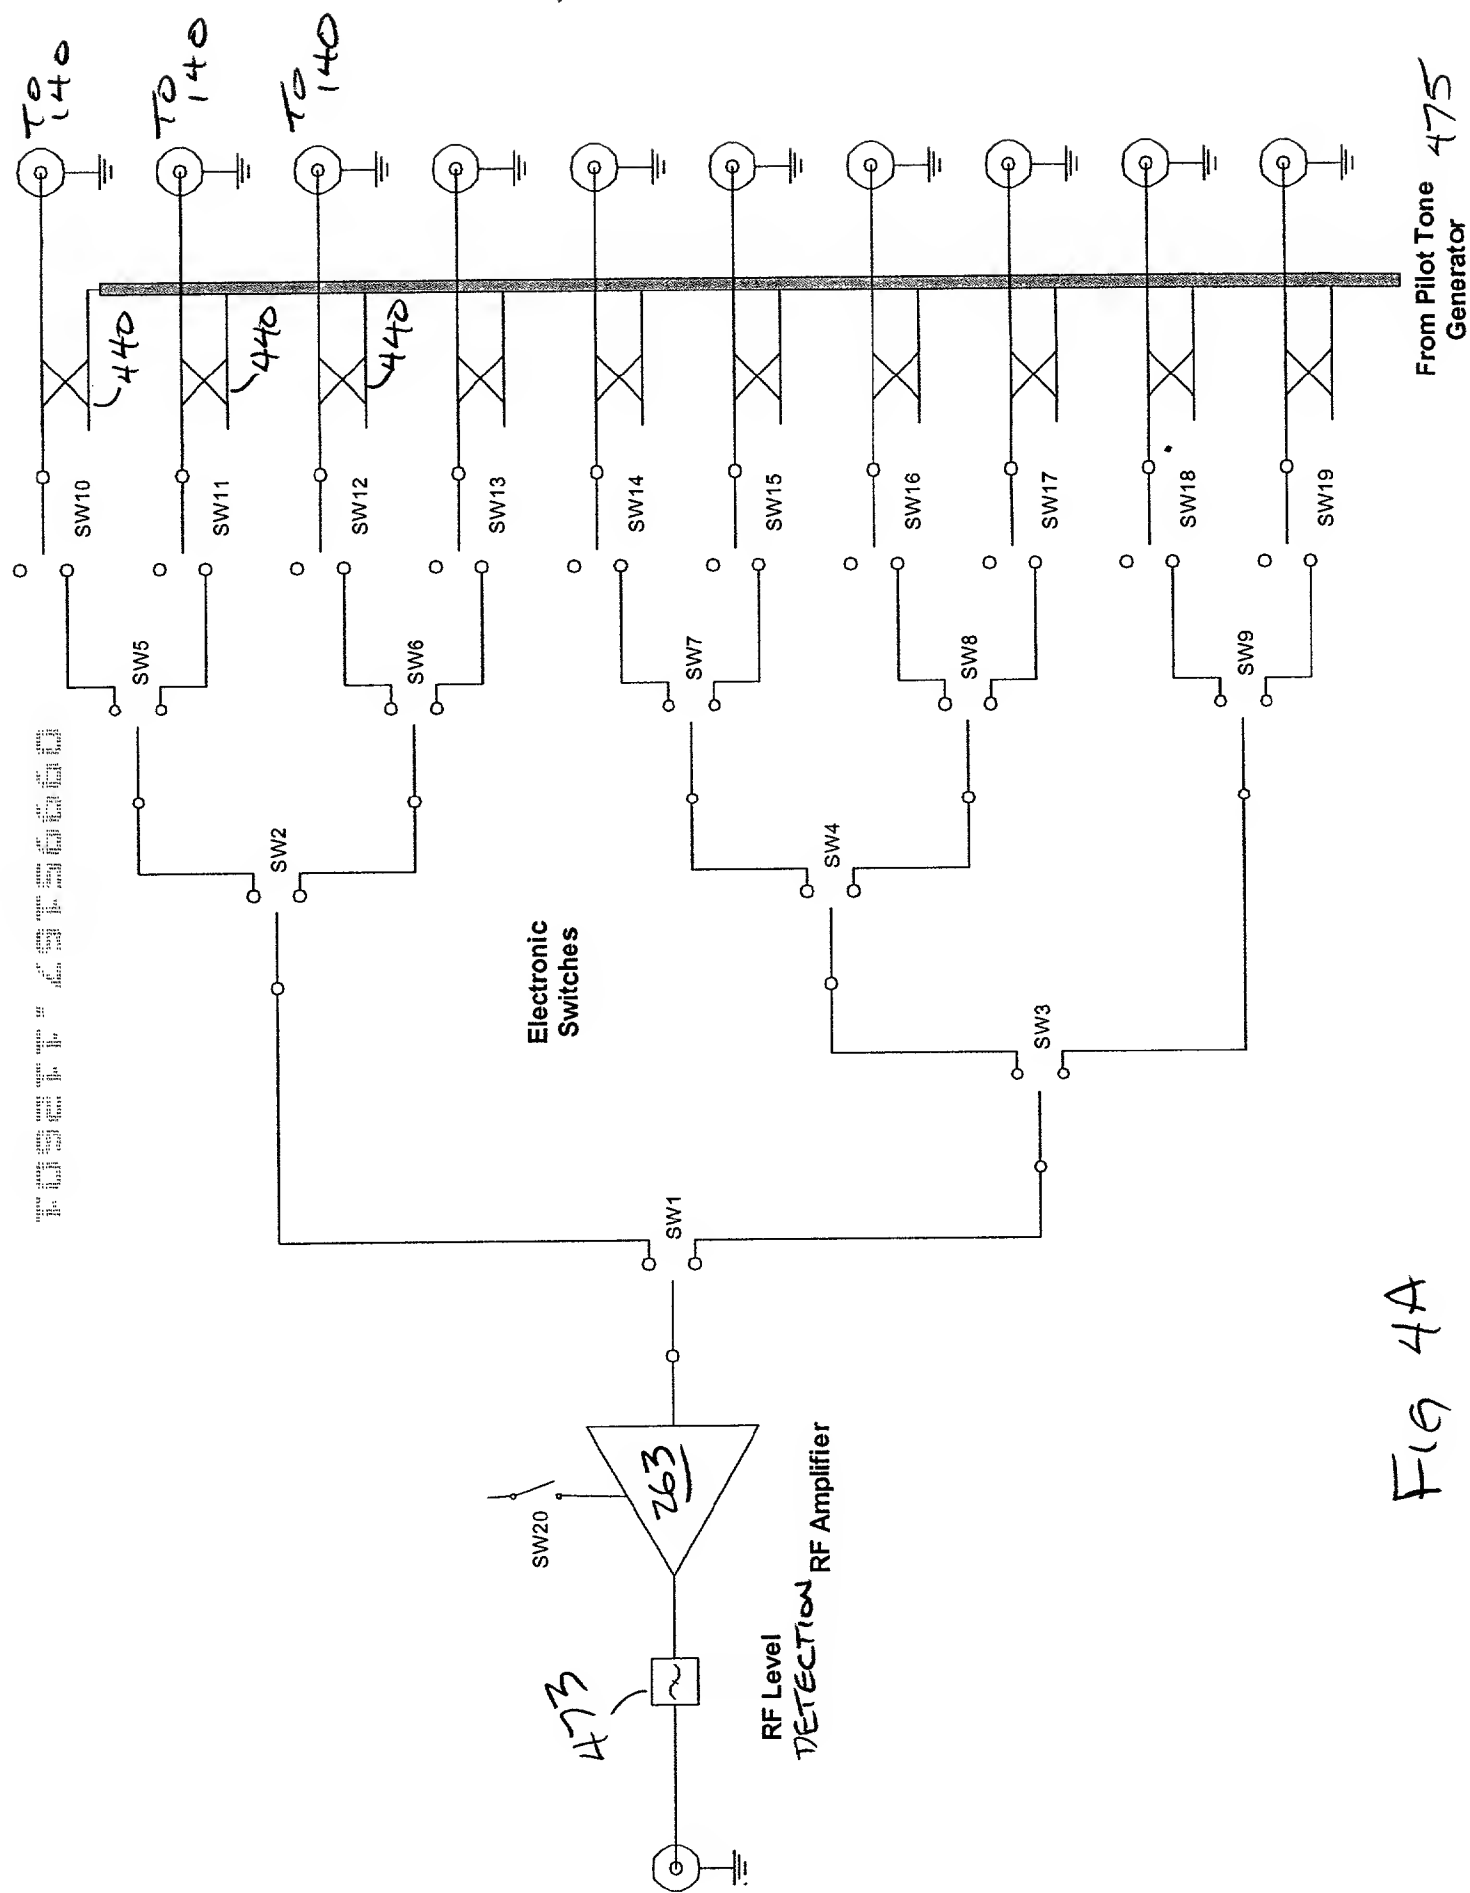 TO
140
TO
140
TO
140
440
440
440
SW10
SW11
SW12
SW13
SW14
SW15
SW16
SW17
SW18
SW19
From Pilot Tone
Generator
475
SW5
SW6
SW7
SW8
SW9
SW2
SW4
Electronic
Switches
SW3
SW1
SW20
263
RF Amplifier
473
RF Level
DETECTION
FIG 4A